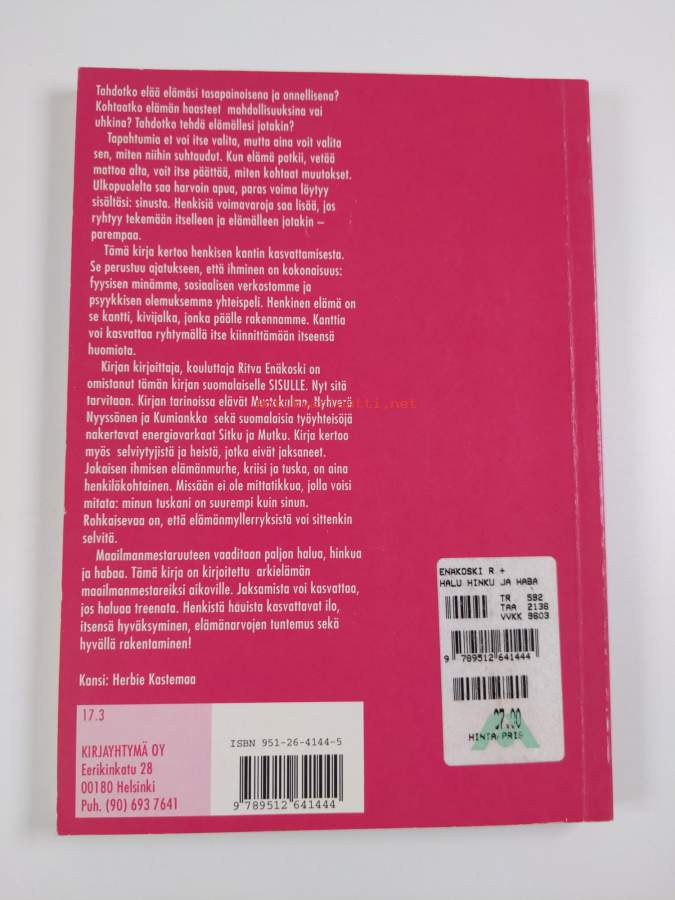 Tahdotko elää elämäsi tasapainoisena ja onnellisena?
Kohtaatko elämän haasteet mahdollisuuksina vai
uhkina? Tahdotko tehdä elämällesi jotakin?
Tapahtumia et voi itse valita, mutta aina voit valita
sen, miten niihin suhtaudut. Kun elämä potkii, vetää
mattoa alta, voit itse päättää, miten kohtaat muutokset.
Ulkopuolelta saa harvoin apua, paras voima löytyy
sisältäsi: sinusta. Henkisiä voimavaroja saa lisää, jos
ryhtyy tekemään itselleen ja elämälleen jotakin –
parempaa.
Tämä kirja kertoo henkisen kantin kasvattamisesta.
Se perustuu ajatukseen, että ihminen on kokonaisuus:
fyysisen minämme, sosiaalisen verkostomme ja
psyykkisen olemuksemme yhteispeli. Henkinen elämä on
se kantti, kivijalka, jonka päälle rakennamme. Kanttia
voi kasvattaa ryhtymällä itse kiinnittämään itseensä
huomiota.
Kirjan kirjoittaja, kouluttaja Ritva Enäkoski on
omistanut tämän kirjan suomalaiselle SISULLE. Nyt sitä
tarvitaan. Kirjan tarinoissa elävät
Nyyssönen ja Kumiankka sekä suomalaisia työyhteisöjä
nakertavat energiavarkaat Sitku ja Mutku. Kirja kertoo
myös selviytyjistä ja heistä, jotka eivät jaksaneet.
Jokaisen ihmisen elämänmurhe, kriisi ja tuska, on aina
henkilökohtainen. Missään ei ole mittatikkua, jolla voisi
mitata: minun tuskani on suurempi kuin sinun.
Rohkaisevaa on, että elämänmyllerryksistä voi sittenkin
selvitä.
Maailmanmestaruuteen vaaditaan paljon halua, hinkua
ja habaa. Tämä kirja on kirjoitettu arkielämän
maailmanmestareiksi aikoville. Jaksamista voi kasvattaa,
jos haluaa treenata. Henkistä hauista kasvattavat ilo,
itsensä hyväksyminen, elämänarvojen tuntemus sekä
hyvällä rakentaminen!
Kansi: Herbie Kastemaa
17.3
KIRJAYHTYMÄ OY
Eerikinkatu 28
00180 Helsinki
Puh. (90) 693 7641
ISBN 951-26-4144-5
9 789512 641444
ENÄKOSKI R +
HALU HINKU JA HABA
TR 592
TAA 2138
VVKK 9603
9 789512 641444
37.00
HINTA/PRIS